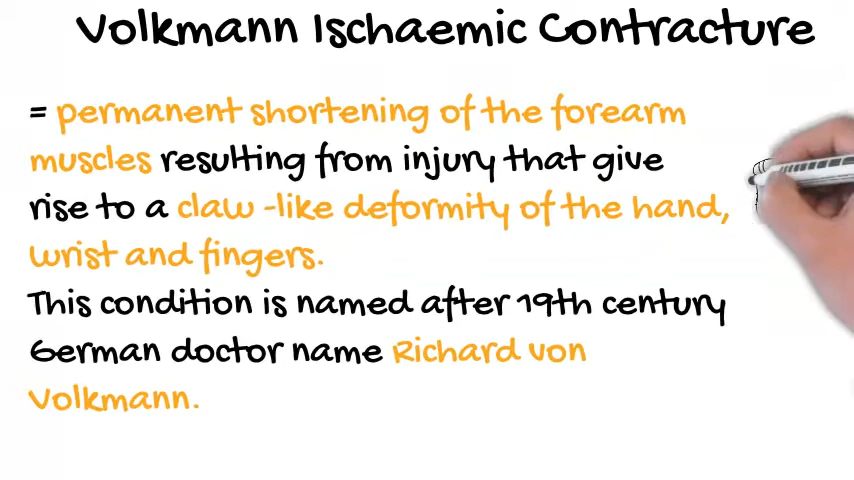 Volkmann Ischaemic Contracture
= permanent shortening of the forearm
muscles resulting from injury that give
rise to a claw -like deformity of the hand,
wrist and fingers.
This condition is named after 19th century
German doctor name Richard von
Volkmann.